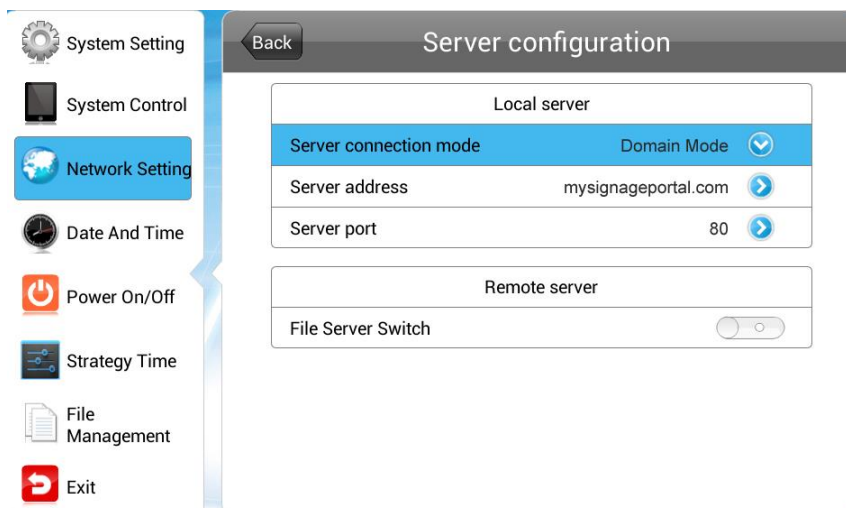 System Setting
System Control
Network Setting
Date And Time
Power On/Off
Strategy Time
File
Management
Exit
Back
Server configuration
Local server
Server connection mode Domain Mode
Server address mysignageportal.com
Server port 80
Remote server
File Server Switch